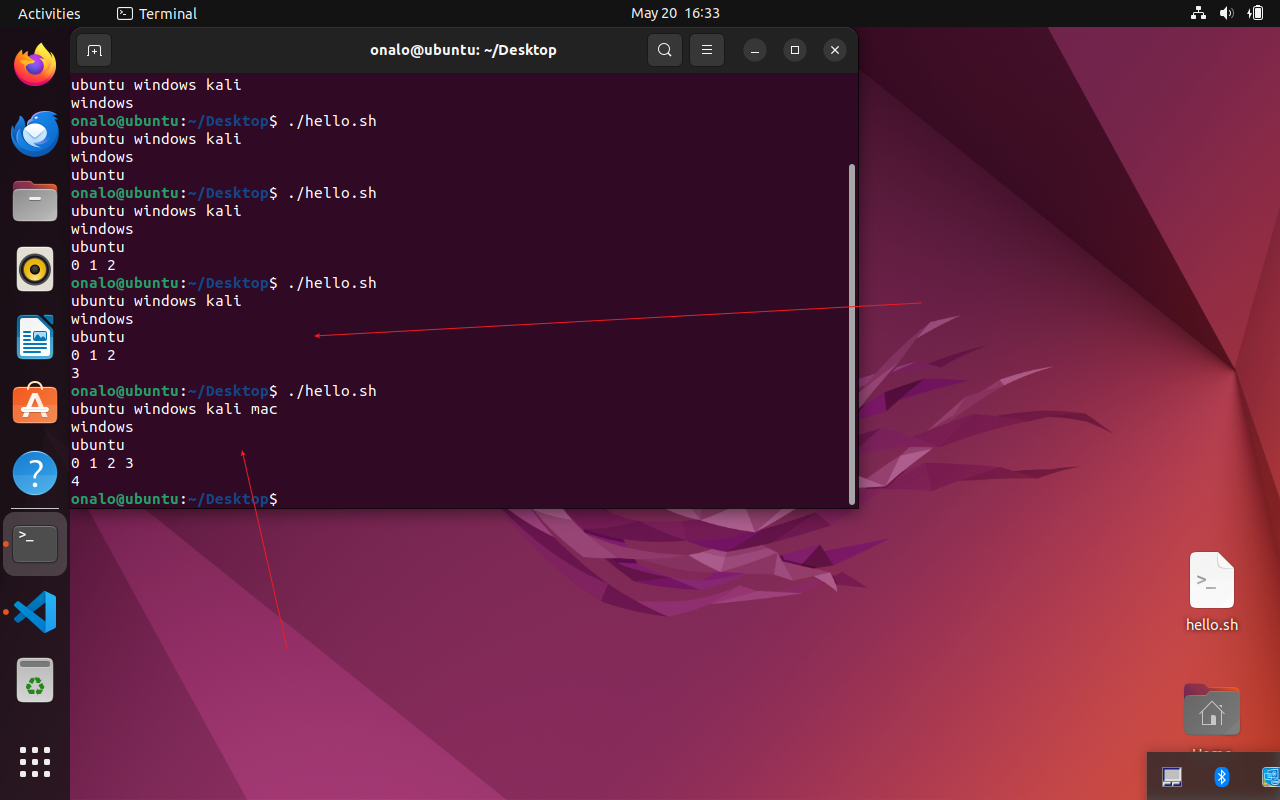 Activities Terminal May 20 16:33
onalo@ubuntu: ~/Desktop
ubuntu windows kali
windows
onalo@ubuntu:~/Desktop$ ./hello.sh
ubuntu windows kali
windows
ubuntu
onalo@ubuntu:~/Desktop$ ./hello.sh
ubuntu windows kali
windows
ubuntu
0 1 2
onalo@ubuntu:~/Desktop$ ./hello.sh
ubuntu windows kali
windows
ubuntu
0 1 2
3
onalo@ubuntu:~/Desktop$ ./hello.sh
ubuntu windows kali mac
windows
ubuntu
0 1 2 3
4
onalo@ubuntu:~/Desktop$
hello.sh
Home